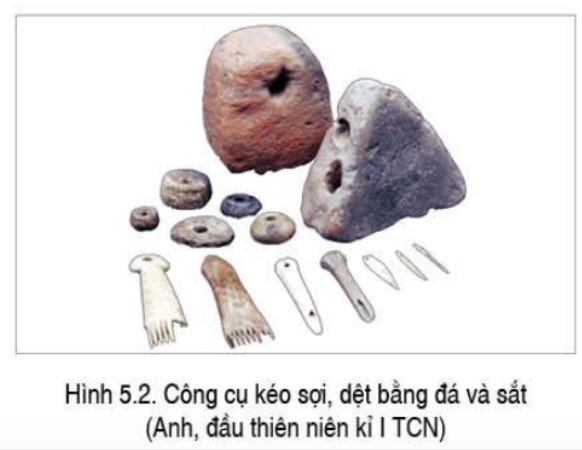 Hình 5.2. Công cụ kéo sợi, dệt bằng đá và sắt
(Anh, đầu thiên niên kỉ I TCN)